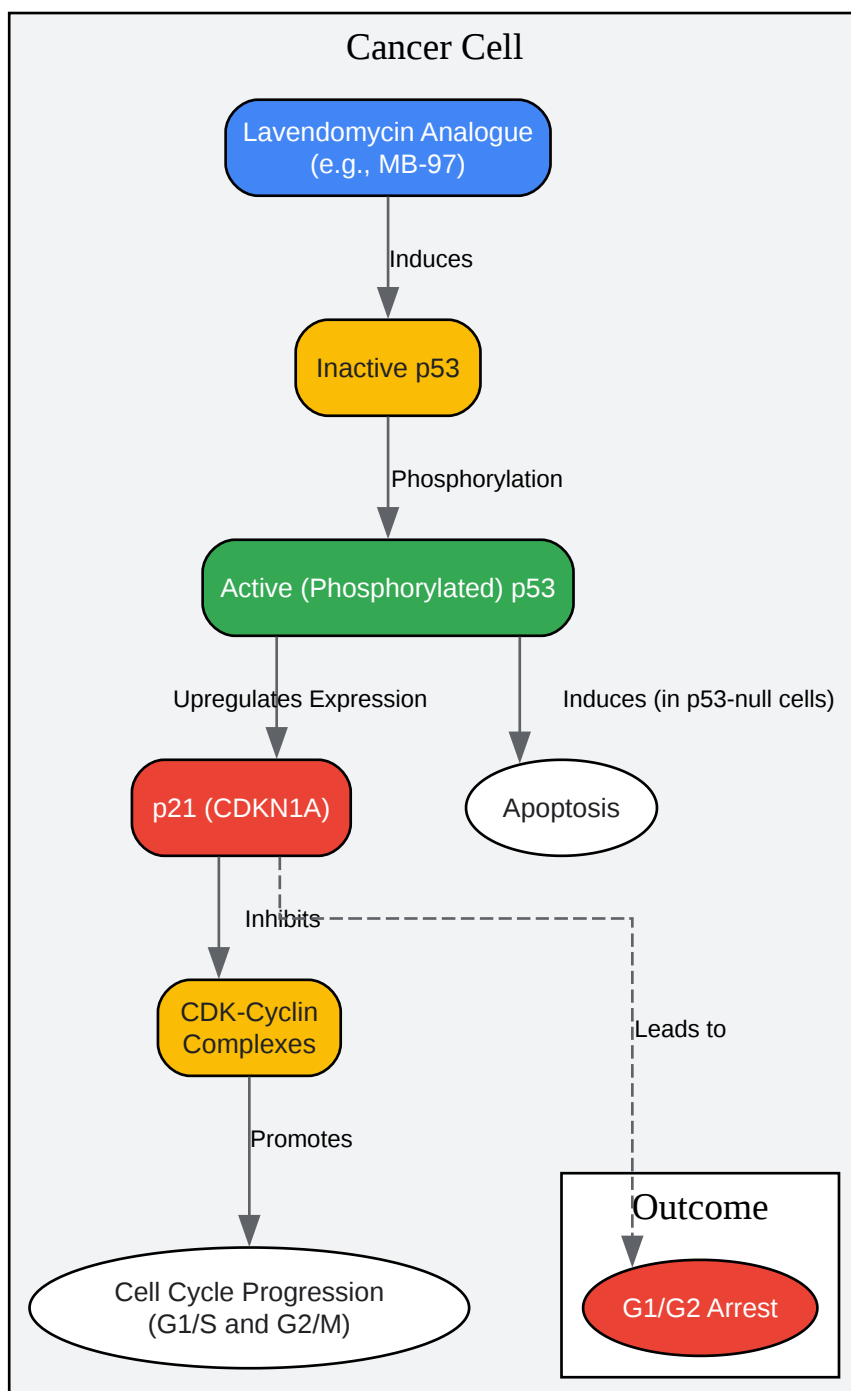 Cancer Cell
Lavendomycin Analogue
(e.g., MB-97)
Induces
Inactive p53
Phosphorylation
Active (Phosphorylated) p53
Upregulates Expression
Induces (in p53-null cells)
p21 (CDKN1A)
Apoptosis
Inhibits
CDK-Cyclin
Complexes
Leads to
Promotes
Outcome
Cell Cycle Progression
(G1/S and G2/M)
G1/G2 Arrest